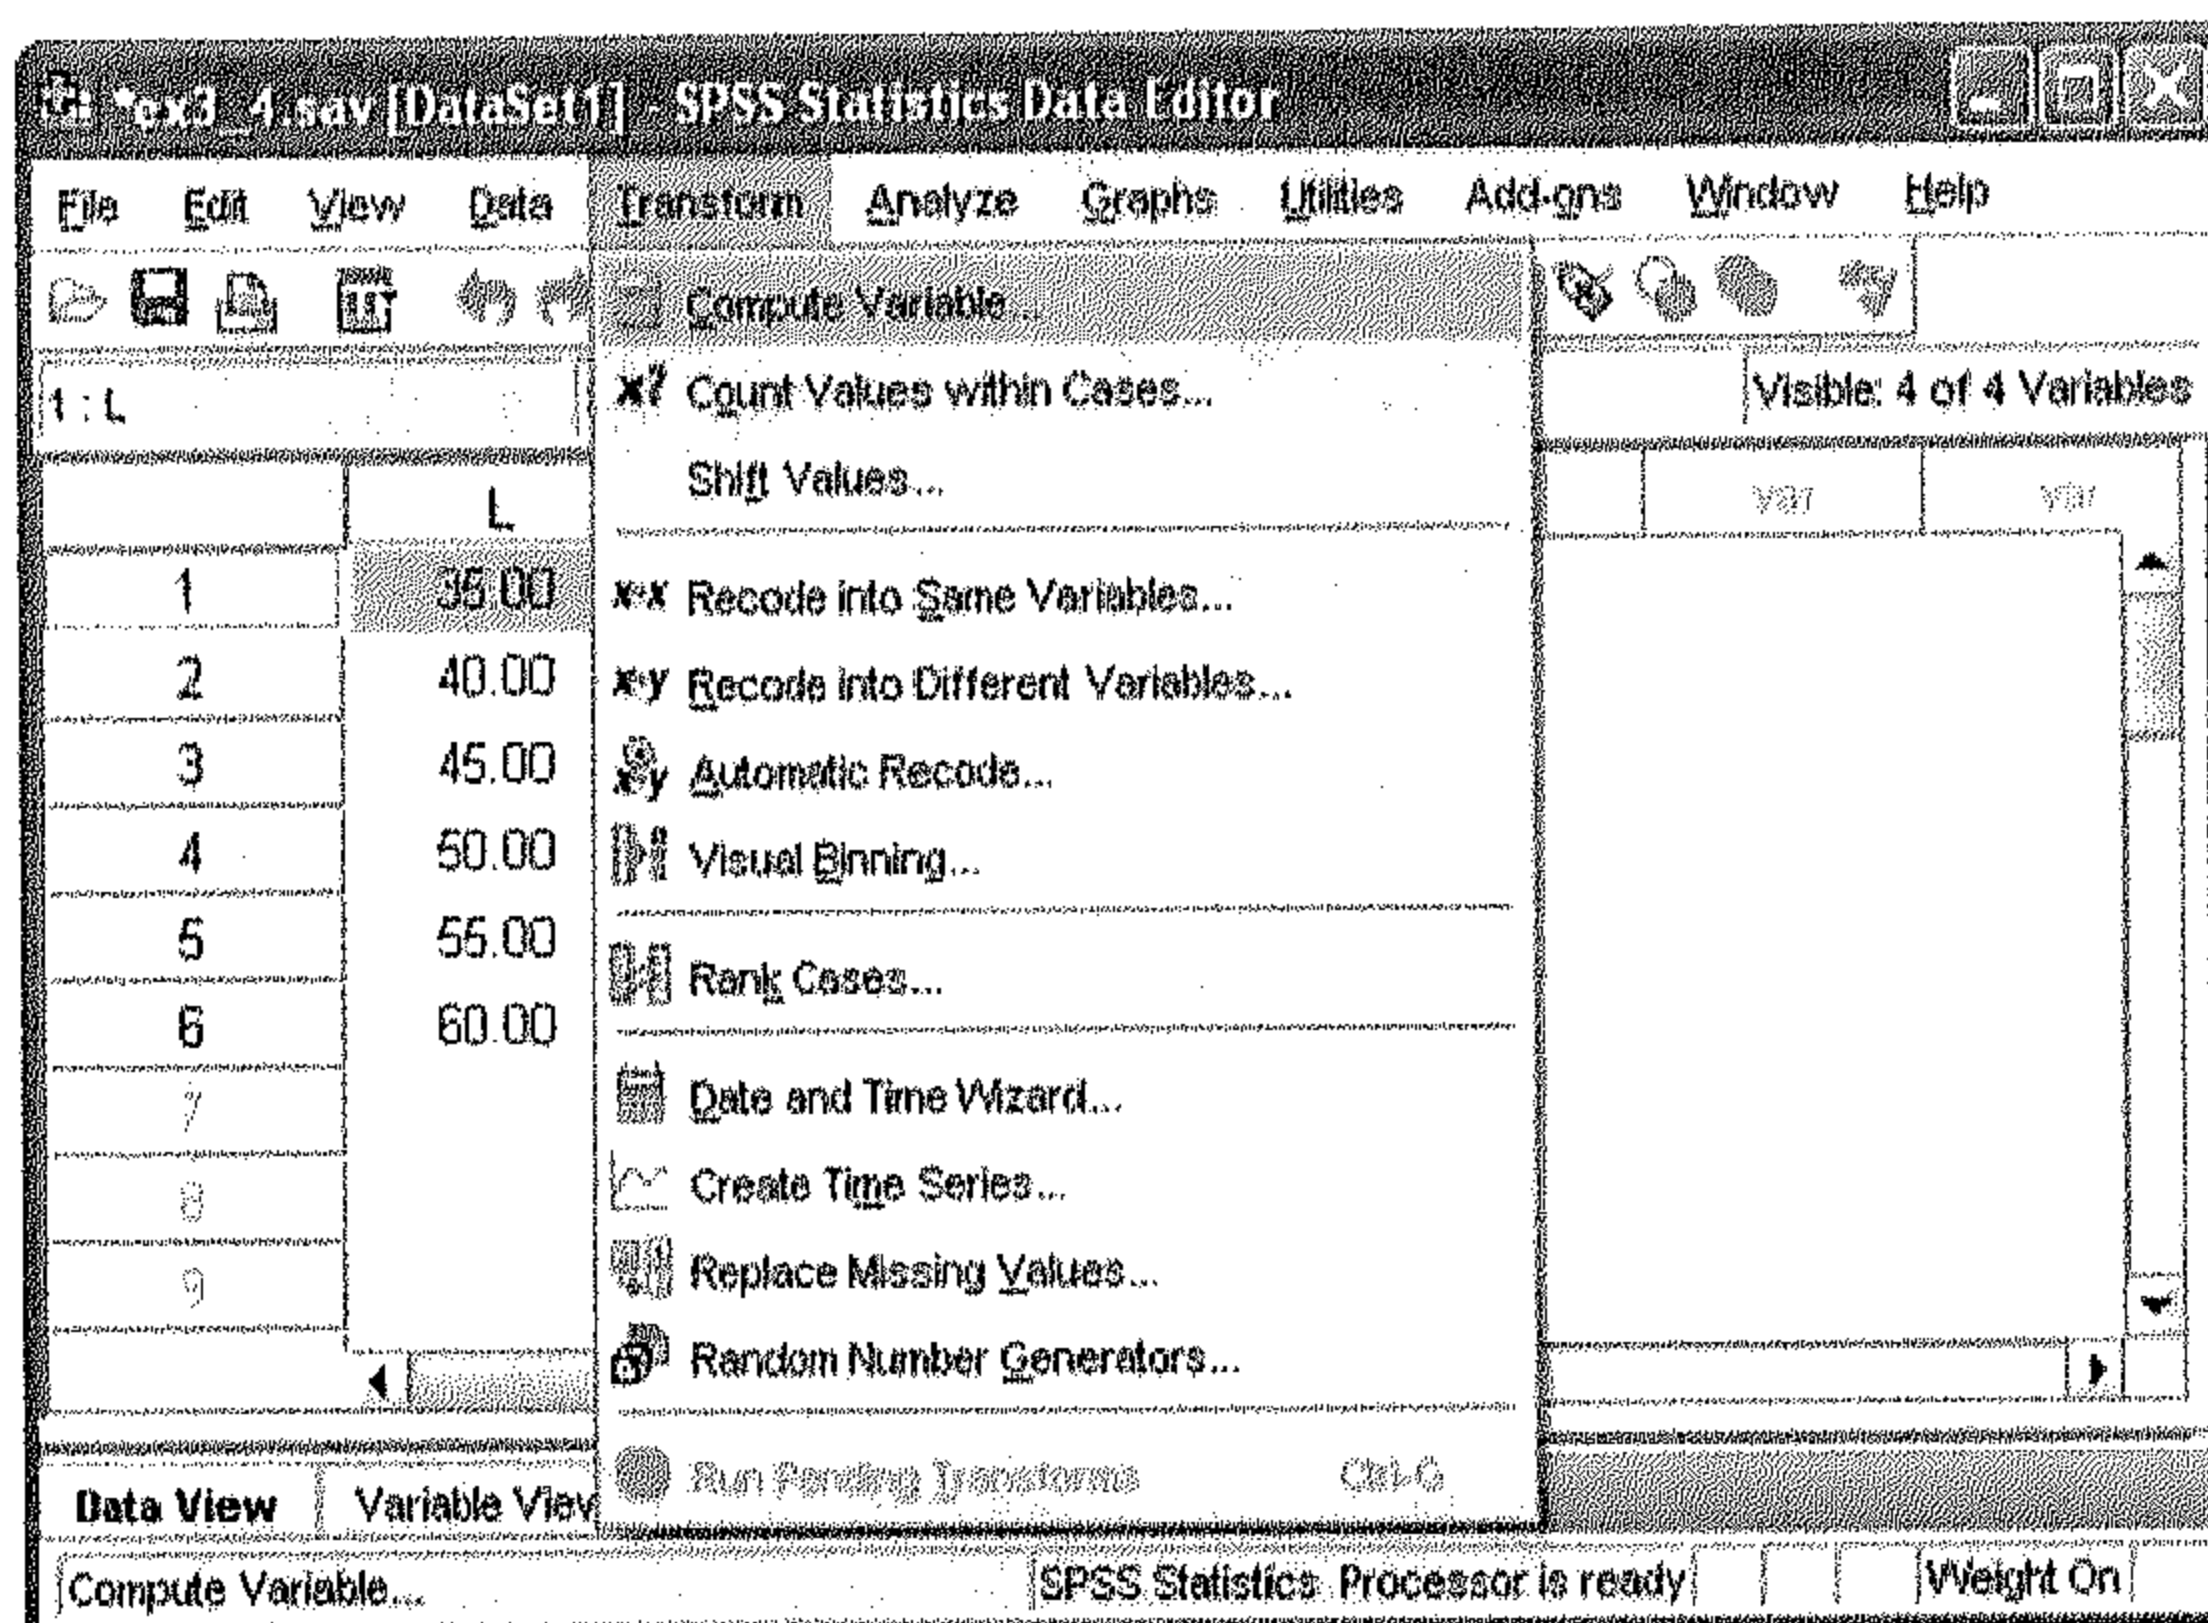 *ex3_4.sav [DataSet1] - SPSS Statistics Data Editor
File Edit View Data Transform Analyze Graphs Utilities Add-ons Window Help
Compute Variable...
1 : L
Count Values within Cases...
Visible: 4 of 4 Variables
Shift Values...
L
var var
1 35.00
Recode into Same Variables...
2 40.00
Recode into Different Variables...
3 45.00
Automatic Recode...
4 50.00
Visual Binning...
5 55.00
Rank Cases...
6 60.00
7
Date and Time Wizard...
8
Create Time Series...
9
Replace Missing Values...
Random Number Generators...
Run Pending Transforms Ctrl-G
Data View Variable View
Compute Variable...
SPSS Statistics Processor is ready
Weight On